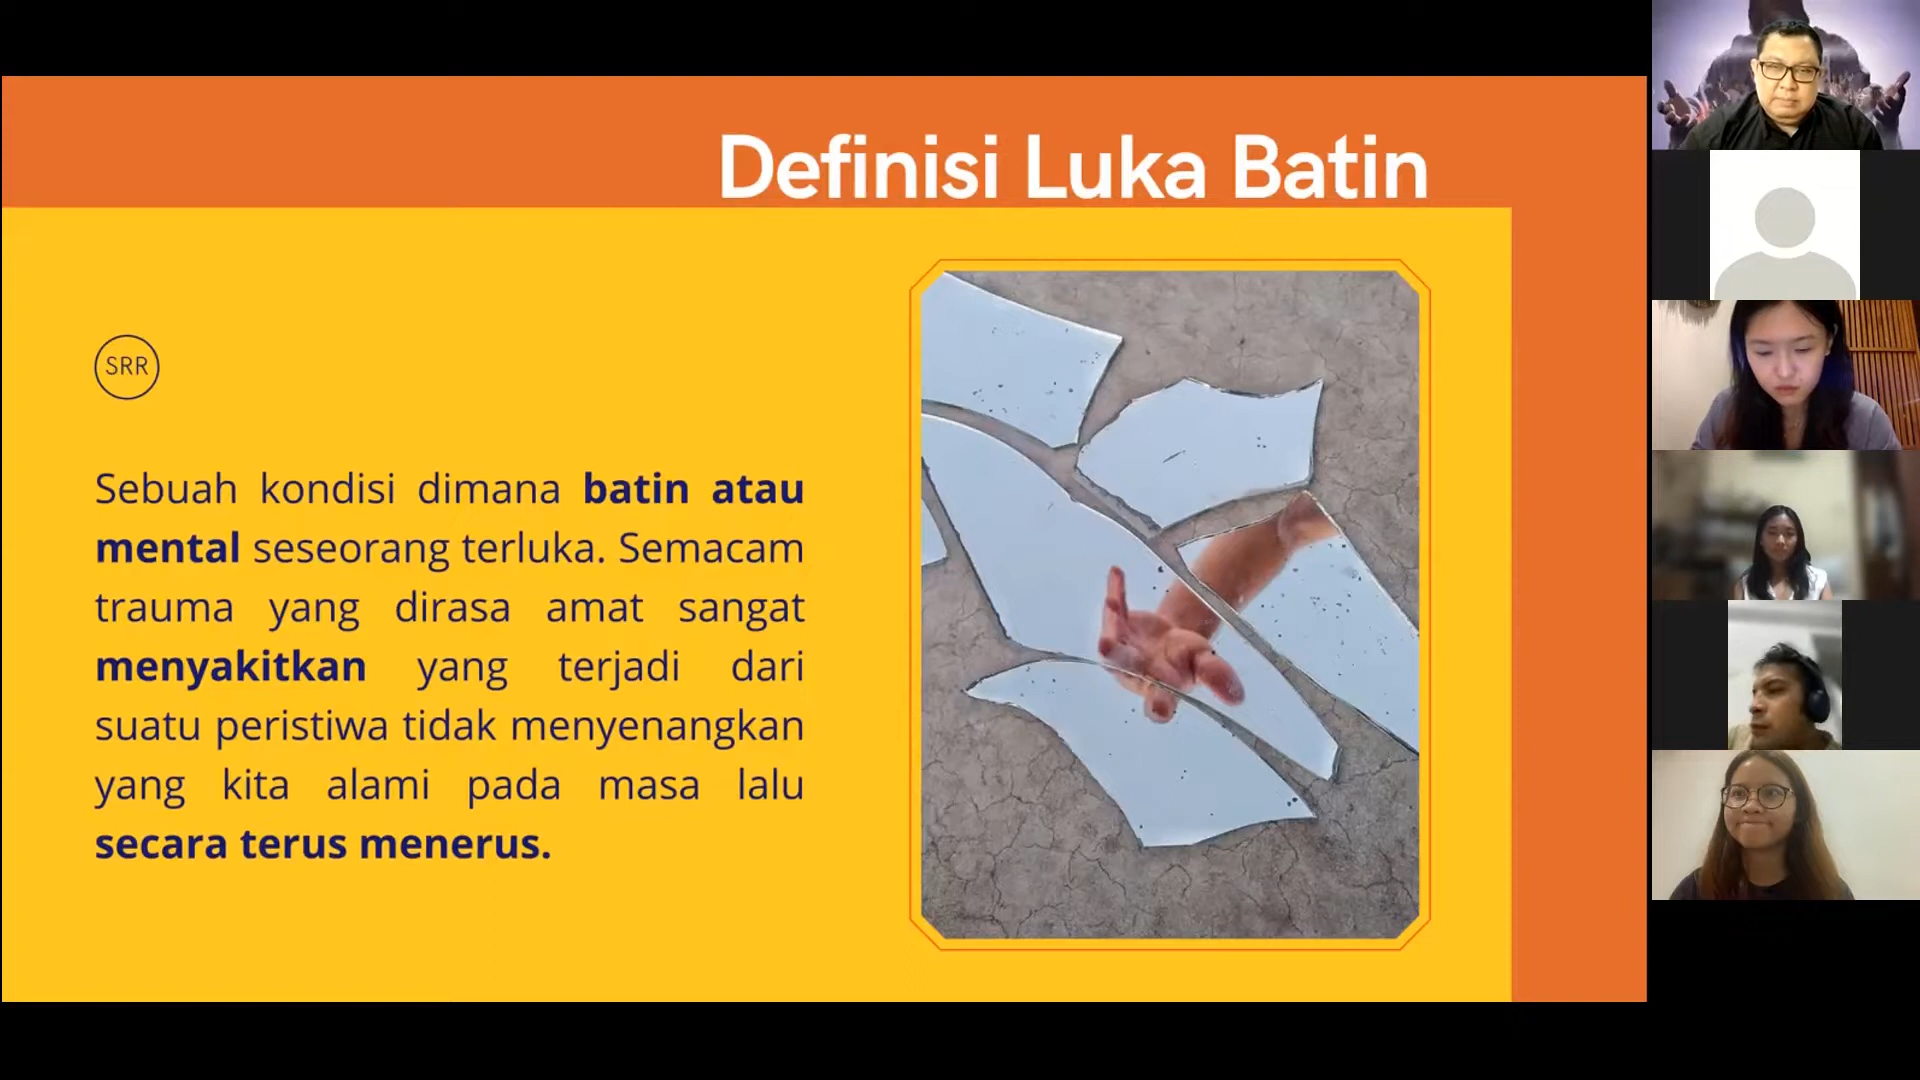 Definisi Luka Batin
SRR
Sebuah kondisi dimana batin atau
mental seseorang terluka. Semacam
trauma yang dirasa amat sangat
menyakitkan yang terjadi dari
suatu peristiwa tidak menyenangkan
yang kita alami pada masa lalu
secara terus menerus.